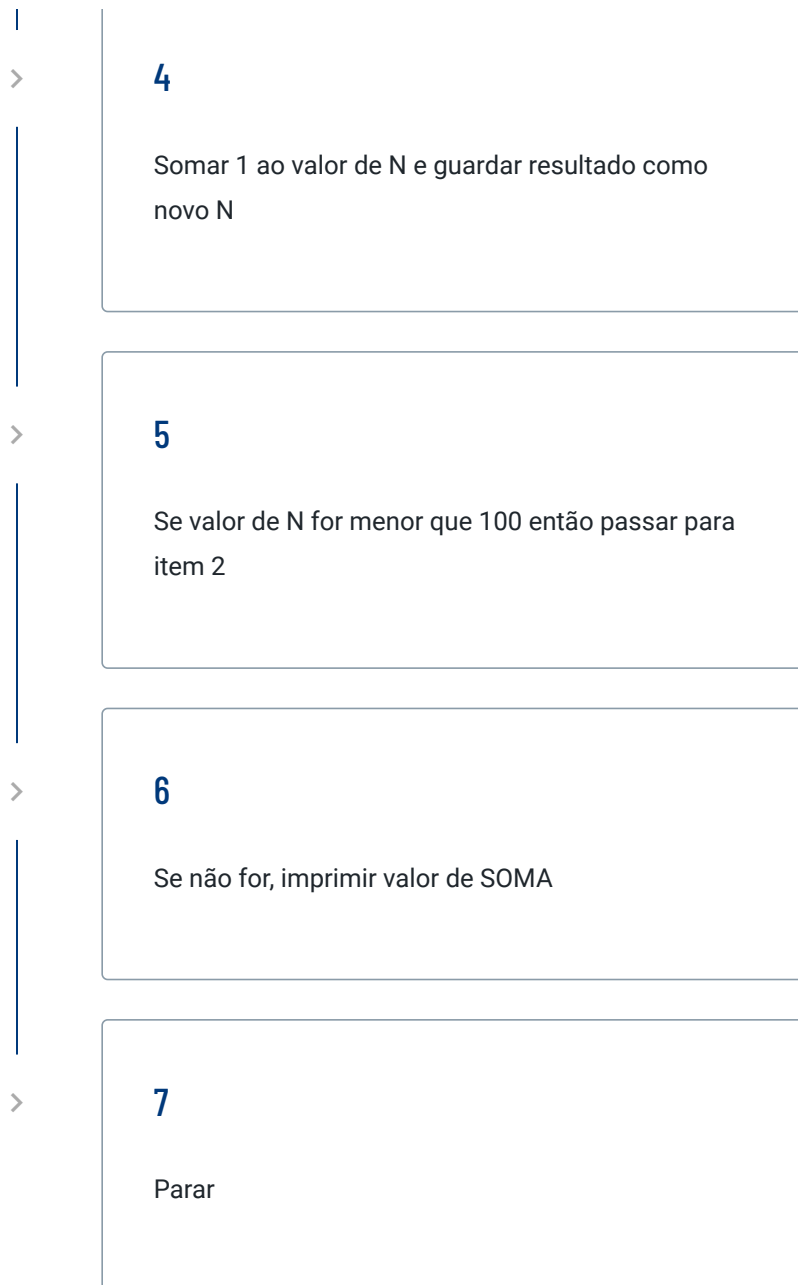 4
Somar 1 ao valor de N e guardar resultado como
novo N
5
Se valor de N for menor que 100 então passar para
item 2
6
Se não for, imprimir valor de SOMA
7
Parar